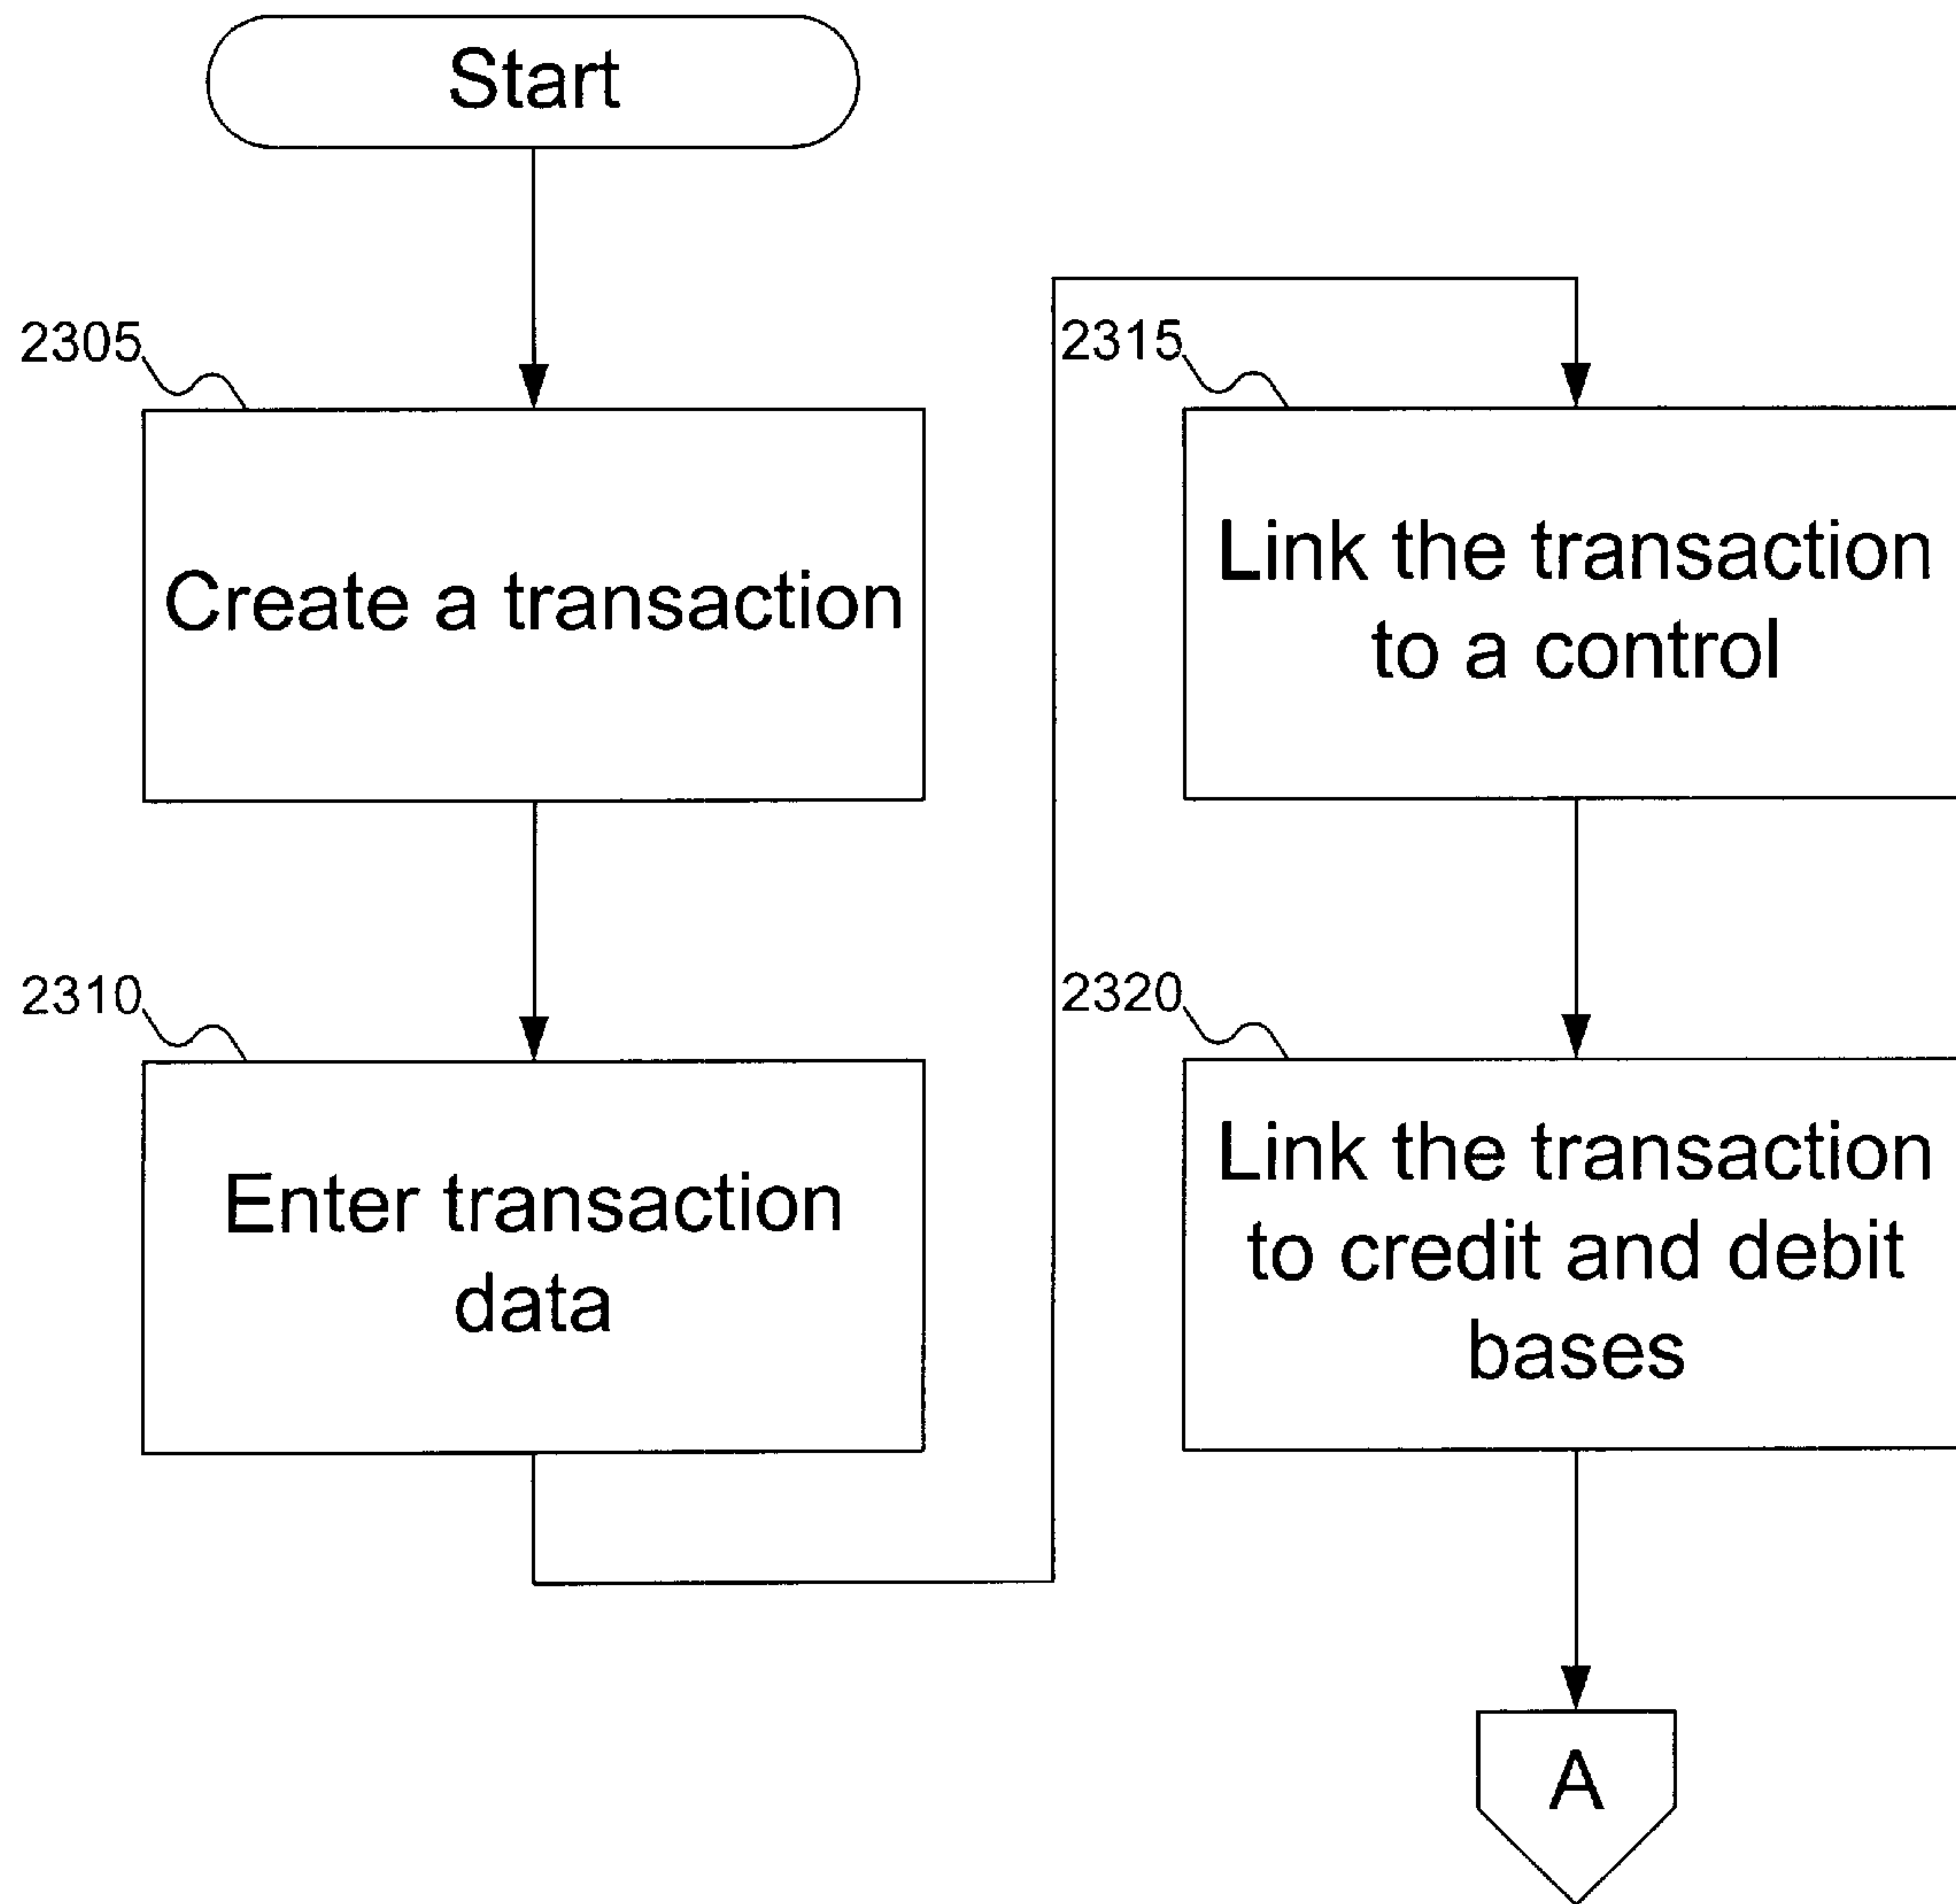 Start
2305
Create a transaction
2310
Enter transaction
data
2315
Link the transaction
to a control
2320
Link the transaction
to credit and debit
bases
A